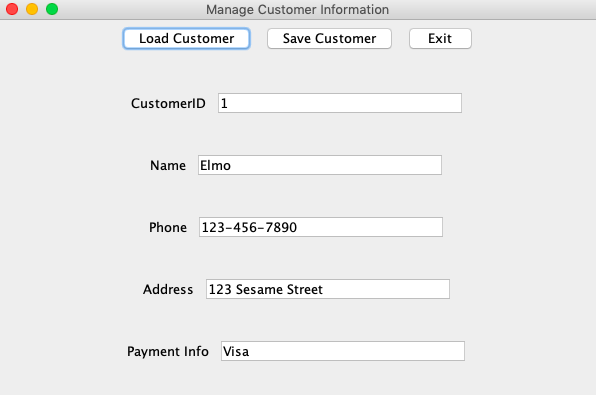 Manage Customer Information
Load Customer Save Customer Exit
CustomerID 1
Name Elmo
Phone 123-456-7890
Address 123 Sesame Street
Payment Info Visa